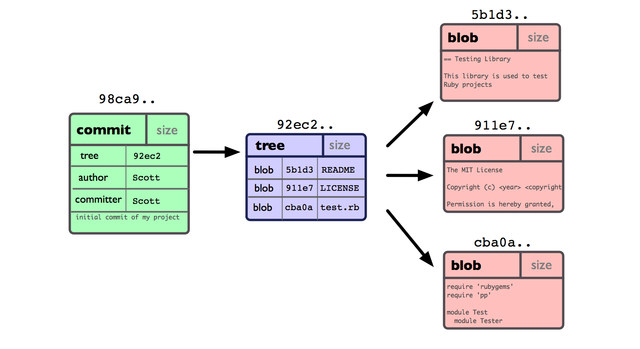 98ca9..
commit size
tree 92ec2
author Scott
committer Scott
initial commit of my project
92ec2..
tree size
blob 5b1d3 README
blob 911e7 LICENSE
blob cba0a test.rb
5b1d3..
blob size
== Testing Library
This library is used to test
Ruby projects
911e7..
blob size
The MIT License
Copyright (c) <year> <copyright
Permission is hereby granted,
cba0a..
blob size
require 'rubygems'
require 'pp'
module Test
module Tester